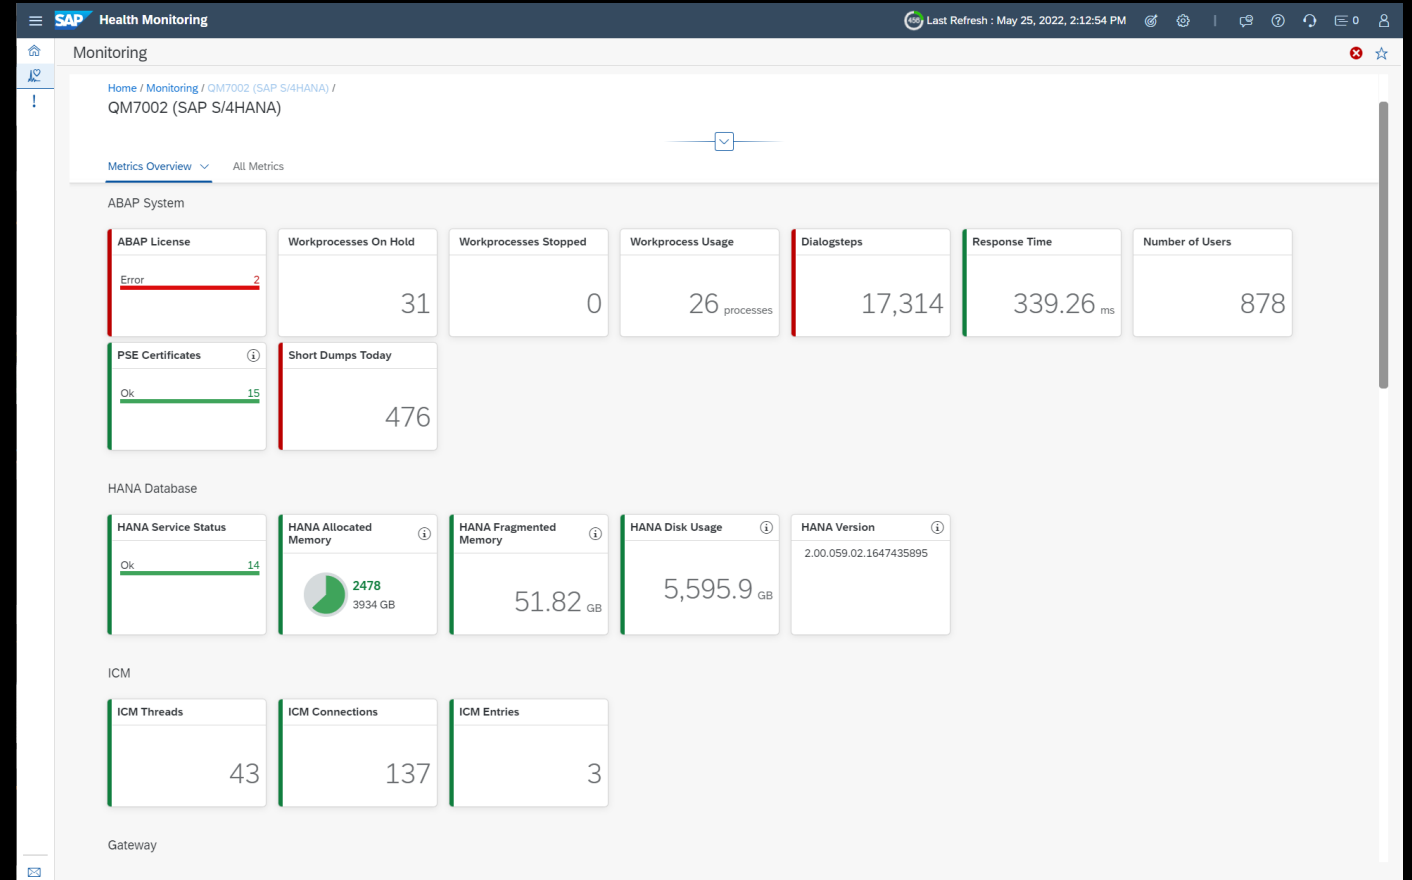 SAP Health Monitoring
456 Last Refresh : May 25, 2022, 2:12:54 PM
0
Monitoring
Home / Monitoring / QM7002 (SAP S/4HANA) /
QM7002 (SAP S/4HANA)
Metrics Overview
All Metrics
ABAP System
ABAP License
Error 2
Workprocesses On Hold
31
Workprocesses Stopped
0
Workprocess Usage
26 processes
Dialogsteps
17,314
Response Time
339.26 ms
Number of Users
878
PSE Certificates
Ok 15
Short Dumps Today
476
HANA Database
HANA Service Status
Ok 14
HANA Allocated
Memory
2478
3934 GB
HANA Fragmented
Memory
51.82 GB
HANA Disk Usage
5,595.9 GB
HANA Version
2.00.059.02.1647435895
ICM
ICM Threads
43
ICM Connections
137
ICM Entries
3
Gateway